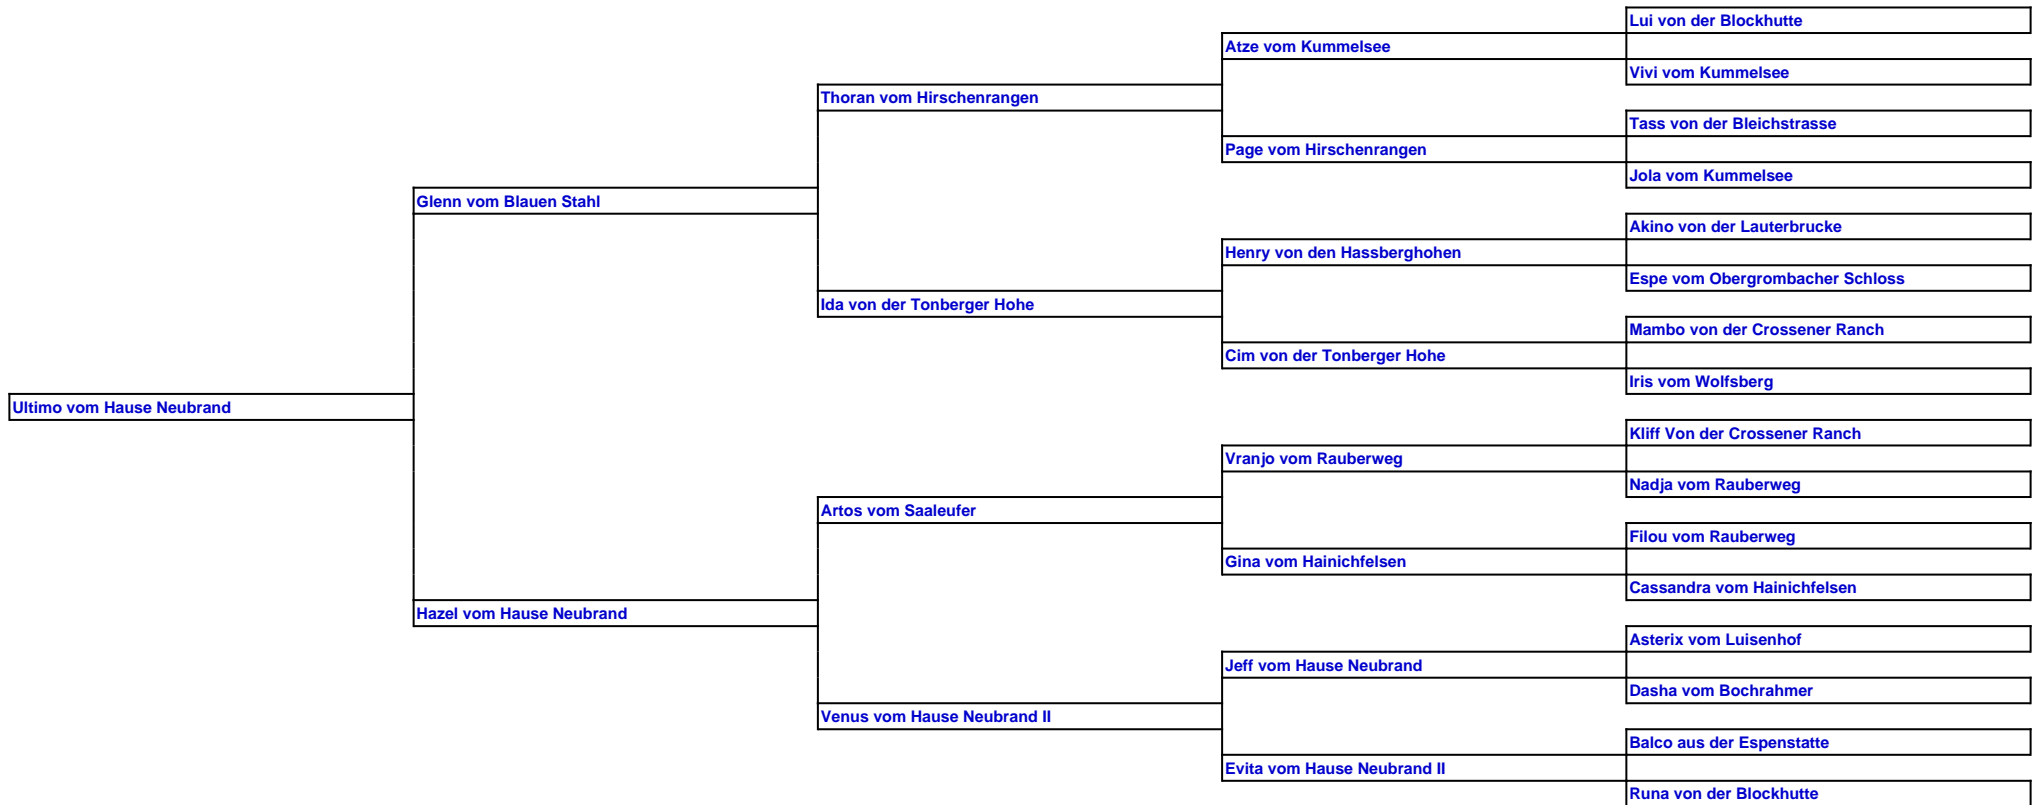 Lui von der Blockhutte
Atze vom Kummelsee
Vivi vom Kummelsee
Thoran vom Hirschenrangen
Tass von der Bleichstrasse
Page vom Hirschenrangen
Jola vom Kummelsee
Glenn vom Blauen Stahl
Akino von der Lauterbrucke
Henry von den Hassberghohen
Espe vom Obergrombacher Schloss
Ida von der Tonberger Hohe
Mambo von der Crossener Ranch
Cim von der Tonberger Hohe
Iris vom Wolfsberg
Ultimo vom Hause Neubrand
Kliff Von der Crossener Ranch
Vranjo vom Rauberweg
Nadja vom Rauberweg
Artos vom Saaleufer
Filou vom Rauberweg
Gina vom Hainichfelsen
Cassandra vom Hainichfelsen
Hazel vom Hause Neubrand
Asterix vom Luisenhof
Jeff vom Hause Neubrand
Dasha vom Bochrahmer
Venus vom Hause Neubrand II
Balco aus der Espenstatte
Evita vom Hause Neubrand II
Runa von der Blockhutte